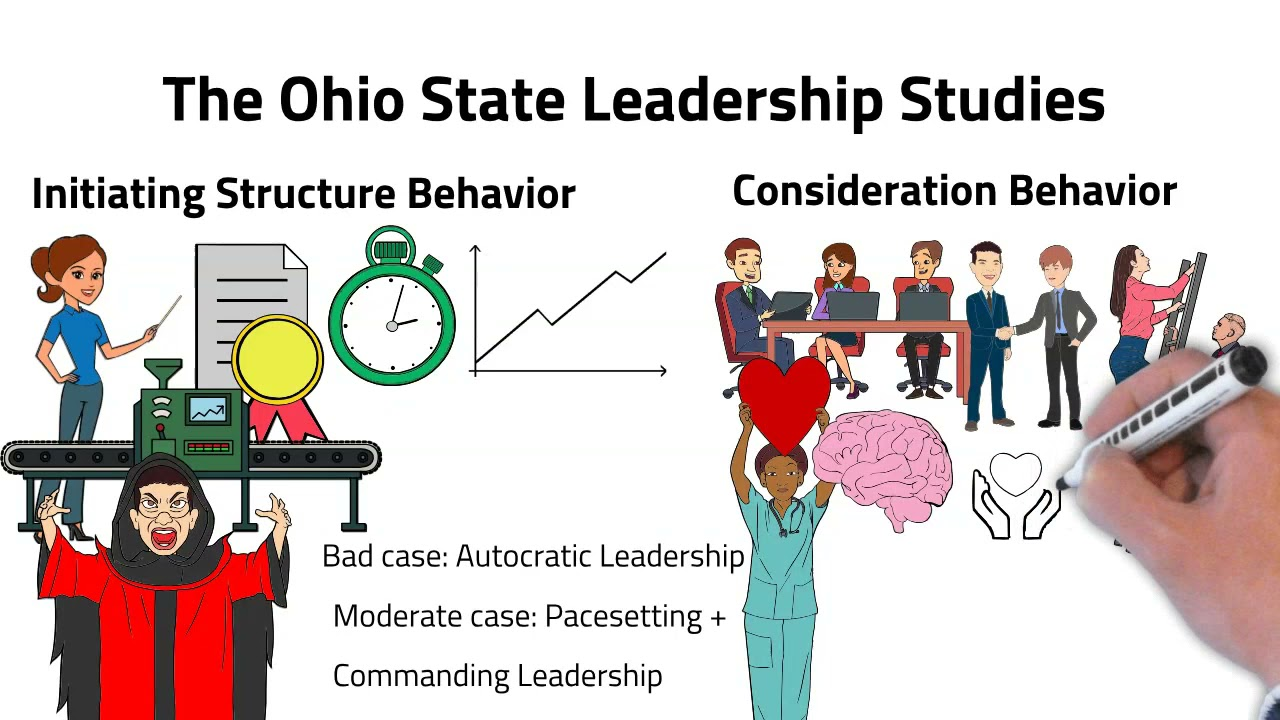 The Ohio State Leadership Studies
Initiating Structure Behavior
Consideration Behavior
Bad case: Autocratic Leadership
Moderate case: Pacesetting +
Commanding Leadership